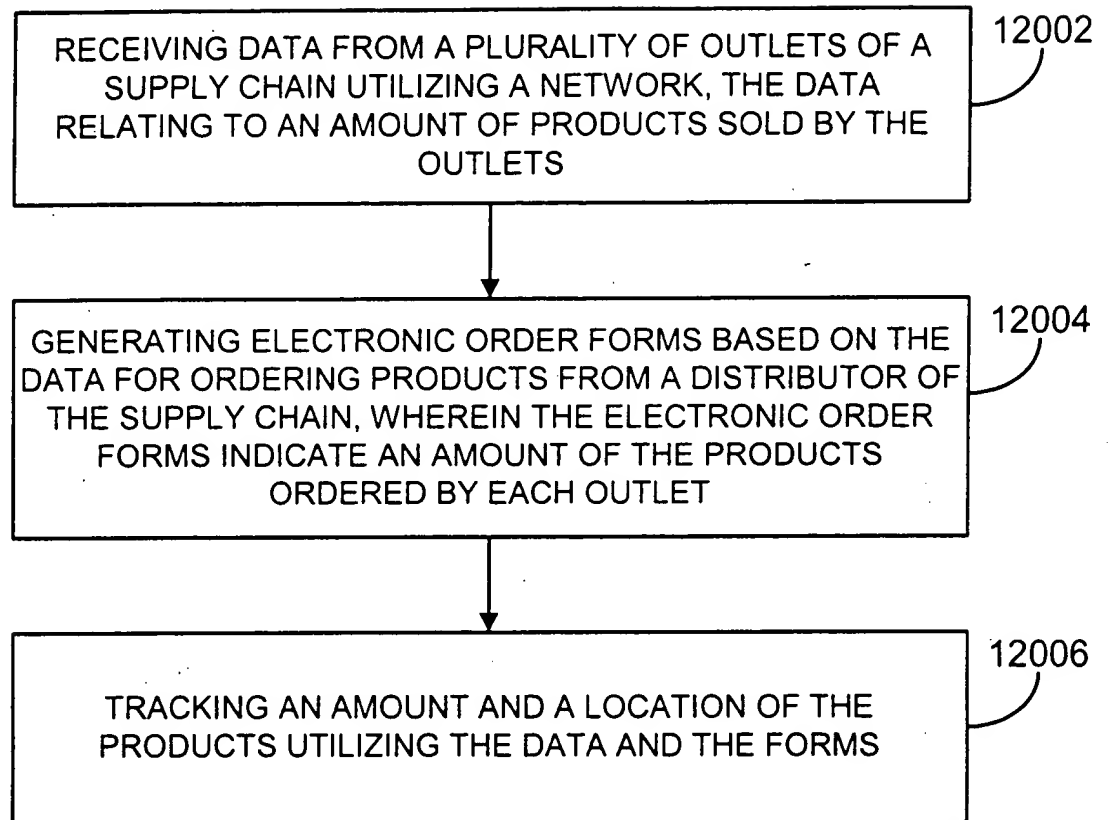 RECEIVING DATA FROM A PLURALITY OF OUTLETS OF A
SUPPLY CHAIN UTILIZING A NETWORK, THE DATA
RELATING TO AN AMOUNT OF PRODUCTS SOLD BY THE
OUTLETS
12002
GENERATING ELECTRONIC ORDER FORMS BASED ON THE
DATA FOR ORDERING PRODUCTS FROM A DISTRIBUTOR OF
THE SUPPLY CHAIN, WHEREIN THE ELECTRONIC ORDER
FORMS INDICATE AN AMOUNT OF THE PRODUCTS
ORDERED BY EACH OUTLET
12004
TRACKING AN AMOUNT AND A LOCATION OF THE
PRODUCTS UTILIZING THE DATA AND THE FORMS
12006